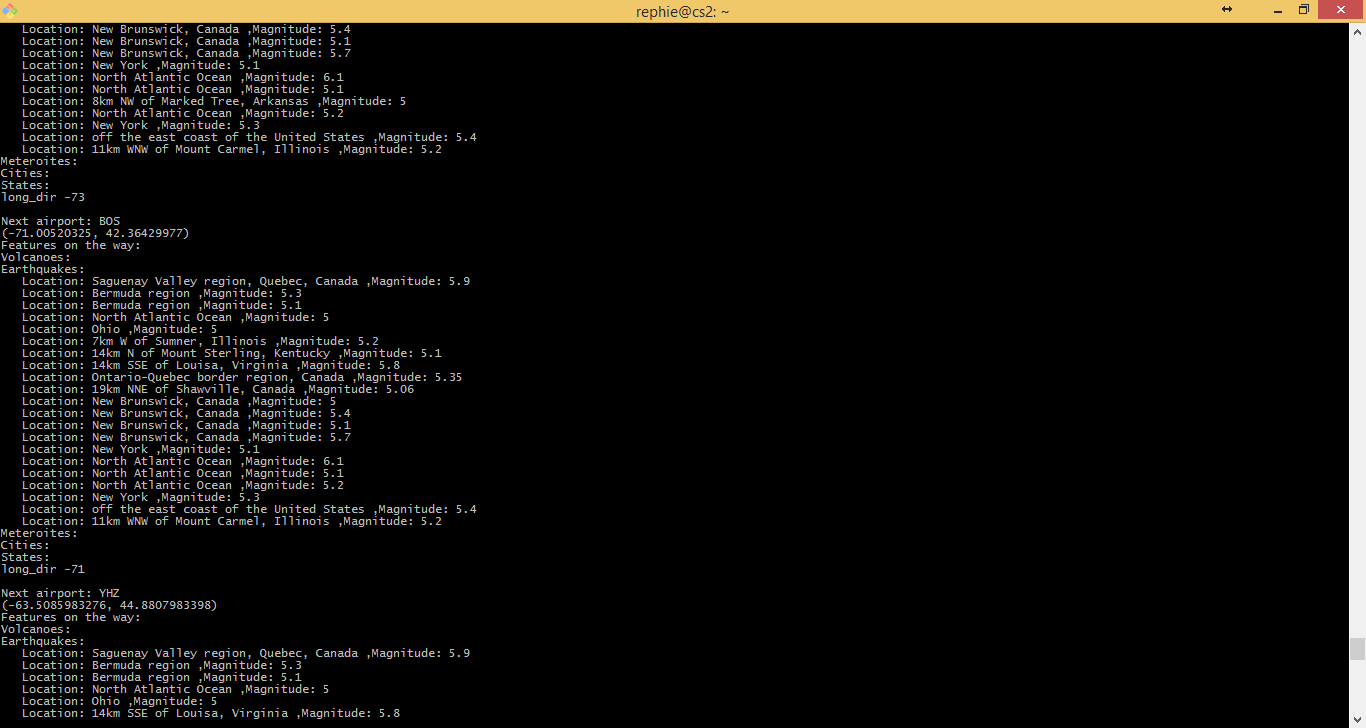 rephie@cs2: ~
Location: New Brunswick, Canada ,Magnitude: 5.4
Location: New Brunswick, Canada ,Magnitude: 5.1
Location: New Brunswick, Canada ,Magnitude: 5.7
Location: New York ,Magnitude: 5.1
Location: North Atlantic Ocean ,Magnitude: 6.1
Location: North Atlantic Ocean ,Magnitude: 5.1
Location: 8km NW of Marked Tree, Arkansas ,Magnitude: 5
Location: North Atlantic Ocean ,Magnitude: 5.2
Location: New York ,Magnitude: 5.3
Location: off the east coast of the United States ,Magnitude: 5.4
Location: 11km WNW of Mount Carmel, Illinois ,Magnitude: 5.2
Meteroites:
Cities:
States:
long_dir -73
Next airport: BOS
(-71.00520325, 42.36429977)
Features on the way:
Volcanoes:
Earthquakes:
Location: Saguenay Valley region, Quebec, Canada ,Magnitude: 5.9
Location: Bermuda region ,Magnitude: 5.3
Location: Bermuda region ,Magnitude: 5.1
Location: North Atlantic Ocean ,Magnitude: 5
Location: Ohio ,Magnitude: 5
Location: 7km W of Sumner, Illinois ,Magnitude: 5.2
Location: 14km N of Mount Sterling, Kentucky ,Magnitude: 5.1
Location: 14km SSE of Louisa, Virginia ,Magnitude: 5.8
Location: Ontario-Quebec border region, Canada ,Magnitude: 5.35
Location: 19km NNE of Shawville, Canada ,Magnitude: 5.06
Location: New Brunswick, Canada ,Magnitude: 5
Location: New Brunswick, Canada ,Magnitude: 5.4
Location: New Brunswick, Canada ,Magnitude: 5.1
Location: New Brunswick, Canada ,Magnitude: 5.7
Location: New York ,Magnitude: 5.1
Location: North Atlantic Ocean ,Magnitude: 6.1
Location: North Atlantic Ocean ,Magnitude: 5.1
Location: North Atlantic Ocean ,Magnitude: 5.2
Location: New York ,Magnitude: 5.3
Location: off the east coast of the United States ,Magnitude: 5.4
Location: 11km WNW of Mount Carmel, Illinois ,Magnitude: 5.2
Meteroites:
Cities:
States:
long_dir -71
Next airport: YHZ
(-63.5085983276, 44.8807983398)
Features on the way:
Volcanoes:
Earthquakes:
Location: Saguenay Valley region, Quebec, Canada ,Magnitude: 5.9
Location: Bermuda region ,Magnitude: 5.3
Location: Bermuda region ,Magnitude: 5.1
Location: North Atlantic Ocean ,Magnitude: 5
Location: Ohio ,Magnitude: 5
Location: 14km SSE of Louisa, Virginia ,Magnitude: 5.8